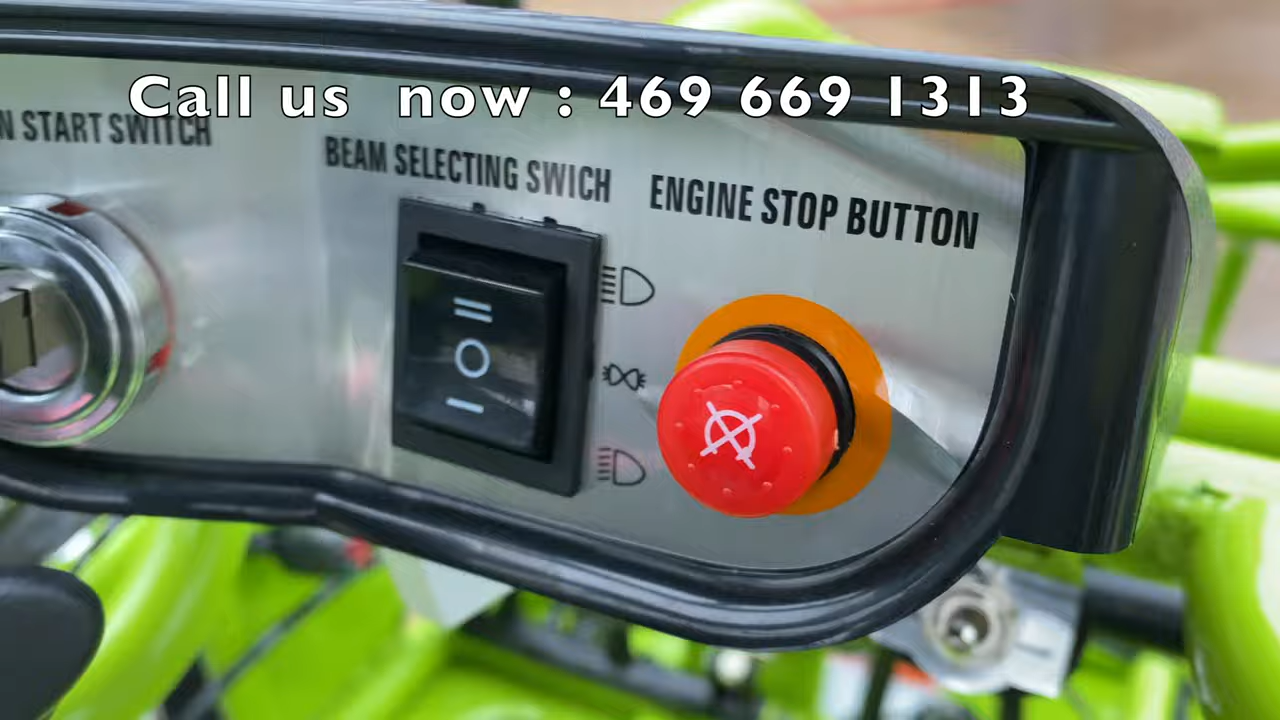 Call us now : 469 669 1313
N START SWITCH
BEAM SELECTING SWICH
ENGINE STOP BUTTON